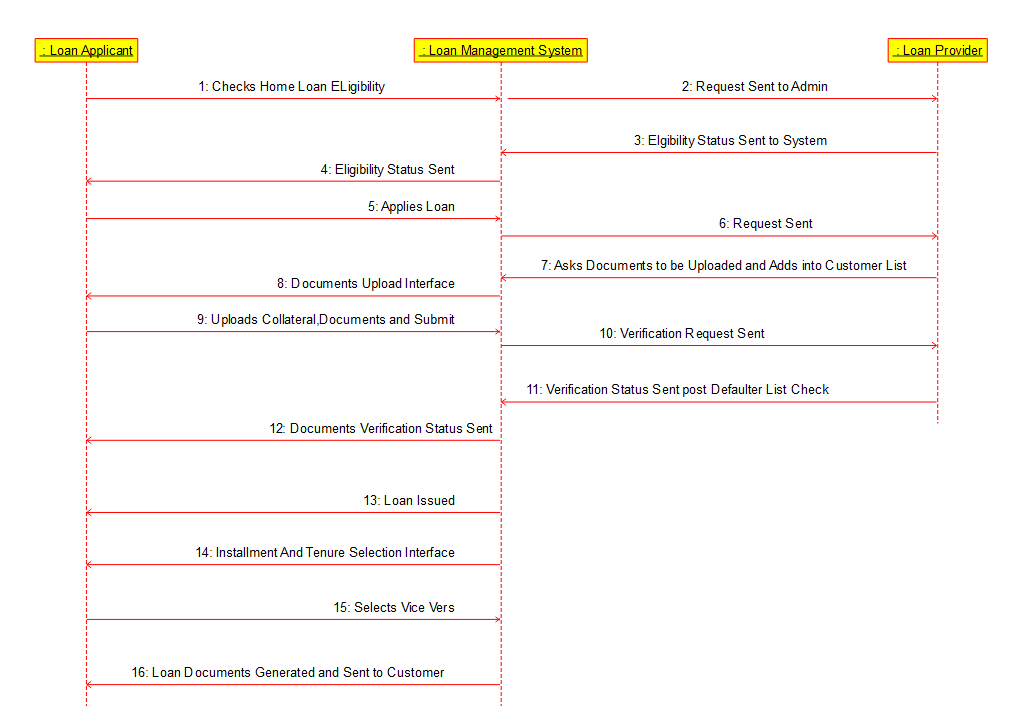 : Loan Applicant
: Loan Management System
: Loan Provider
1: Checks Home Loan ELigibility
2: Request Sent to Admin
3: Elgibility Status Sent to System
4: Eligibility Status Sent
5: Applies Loan
6: Request Sent
7: Asks Documents to be Uploaded and Adds into Customer List
8: Documents Upload Interface
9: Uploads Collateral,Documents and Submit
10: Verification Request Sent
11: Verification Status Sent post Defaulter List Check
12: Documents Verification Status Sent
13: Loan Issued
14: Installment And Tenure Selection Interface
15: Selects Vice Vers
16: Loan Documents Generated and Sent to Customer